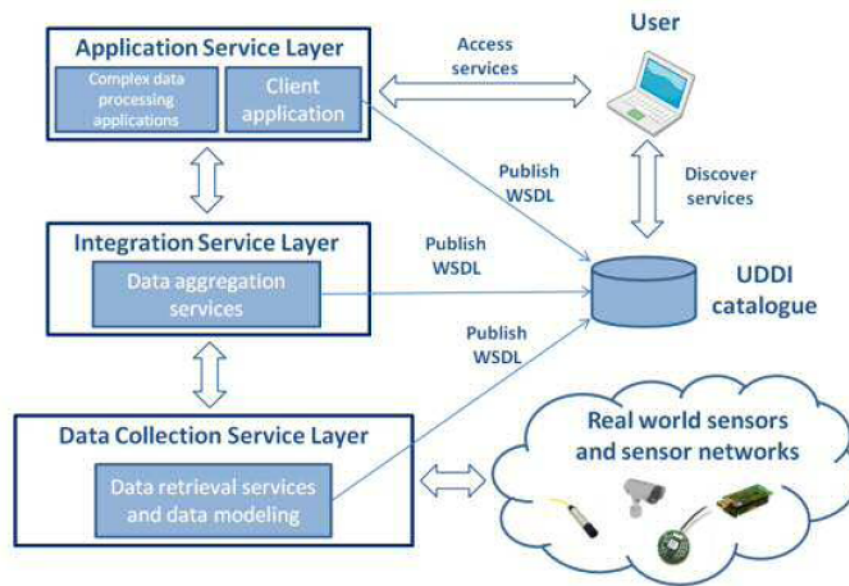 Application Service Layer
Complex data
processing
applications
Client
application
Access
services
User
Publish
WSDL
Discover
services
Integration Service Layer
Data aggregation
services
Publish
WSDL
UDDI
catalogue
Publish
WSDL
Data Collection Service Layer
Data retrieval services
and data modeling
Real world sensors
and sensor networks